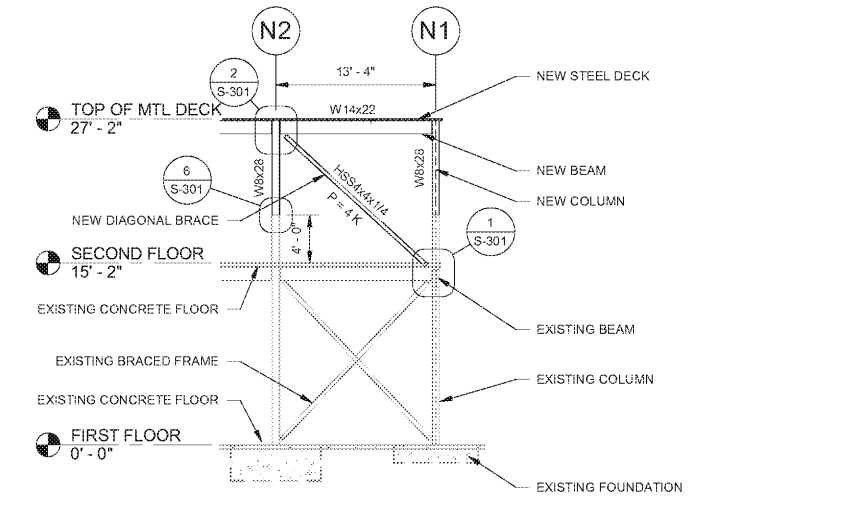 N2
N1
13' - 4"
2
S-301
NEW STEEL DECK
W14x22
TOP OF MTL DECK
27' - 2"
6
S-301
W8x28
HSS4x4x1/4
P = 4 K
W8x28
NEW BEAM
NEW COLUMN
NEW DIAGONAL BRACE
4' - 0"
1
S-301
SECOND FLOOR
15' - 2"
EXISTING CONCRETE FLOOR
EXISTING BEAM
EXISTING BRACED FRAME
EXISTING COLUMN
EXISTING CONCRETE FLOOR
FIRST FLOOR
0' - 0"
EXISTING FOUNDATION